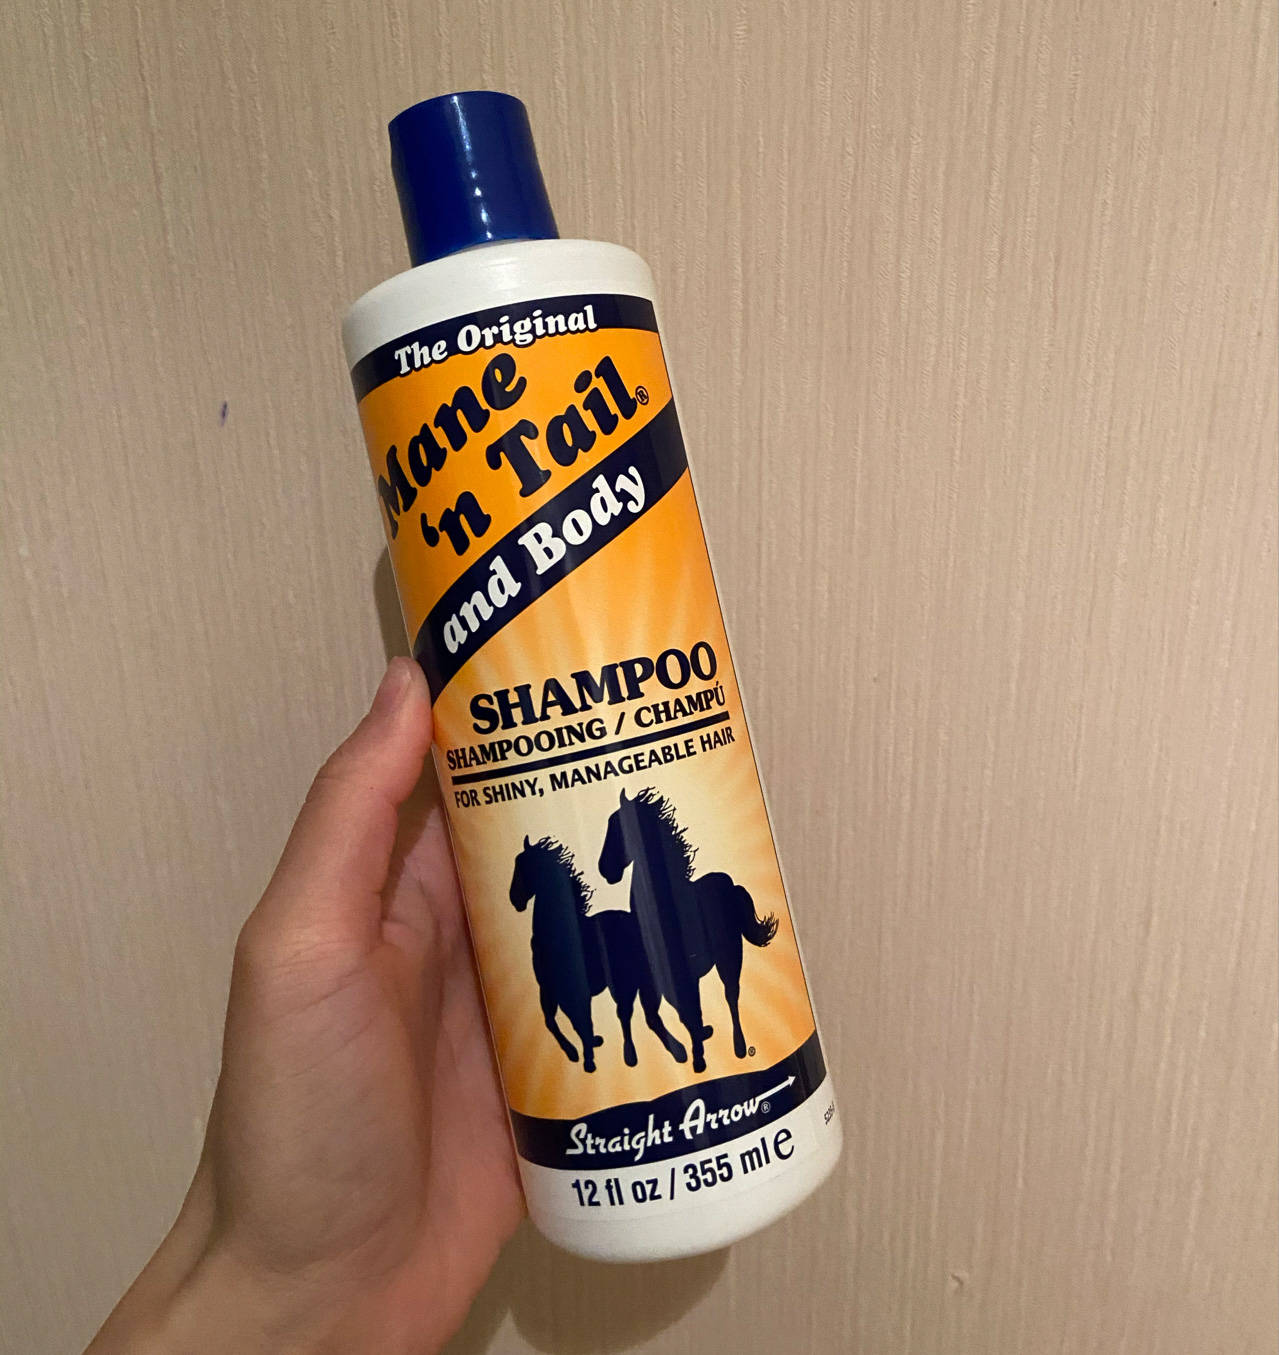 The Original
Mane
'n Tail®
and Body
SHAMPOO
SHAMPOOING / CHAMPÚ
FOR SHINY, MANAGEABLE HAIR
®
Straight Arrow®
12 fl oz / 355 ml e